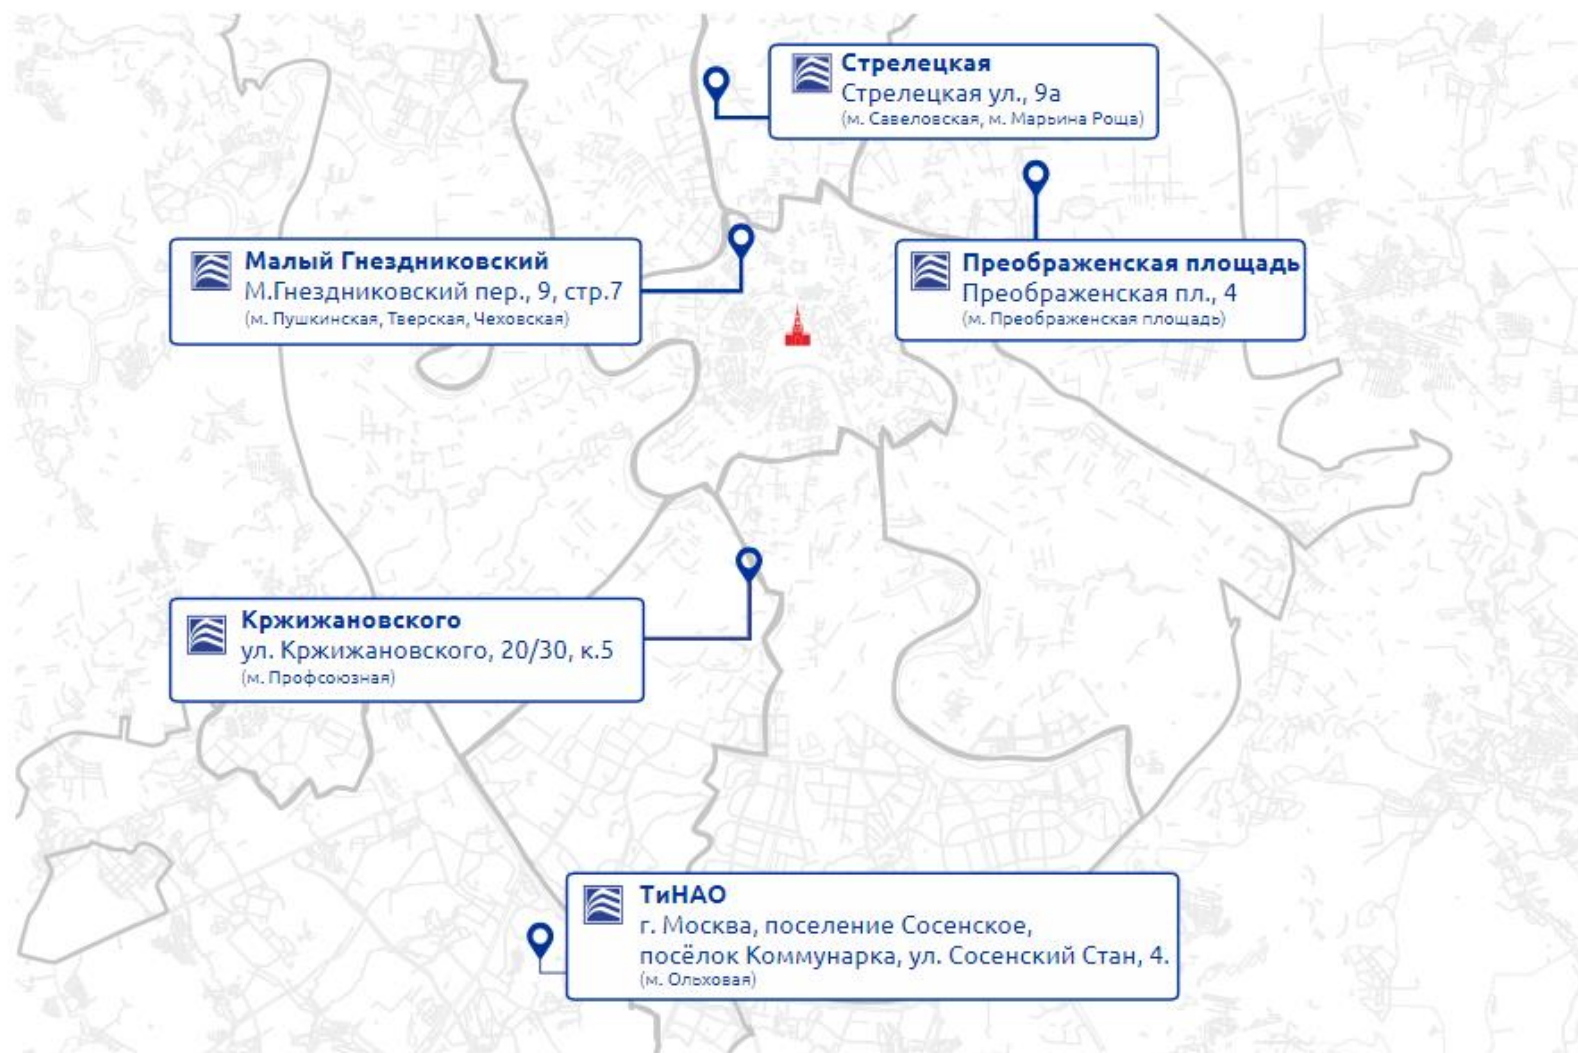 Стрелецкая
Стрелецкая ул., 9а
(м. Савеловская, м. Марьина Роща)
Малый Гнездниковский
М.Гнездниковский пер., 9, стр.7
(м. Пушкинская, Тверская, Чеховская)
Преображенская площадь
Преображенская пл., 4
(м. Преображенская площадь)
Кржижановского
ул. Кржижановского, 20/30, к.5
(м. Профсоюзная)
ТиНАО
г. Москва, поселение Сосенское,
посёлок Коммунарка, ул. Сосенский Стан, 4.
(м. Ольховая)